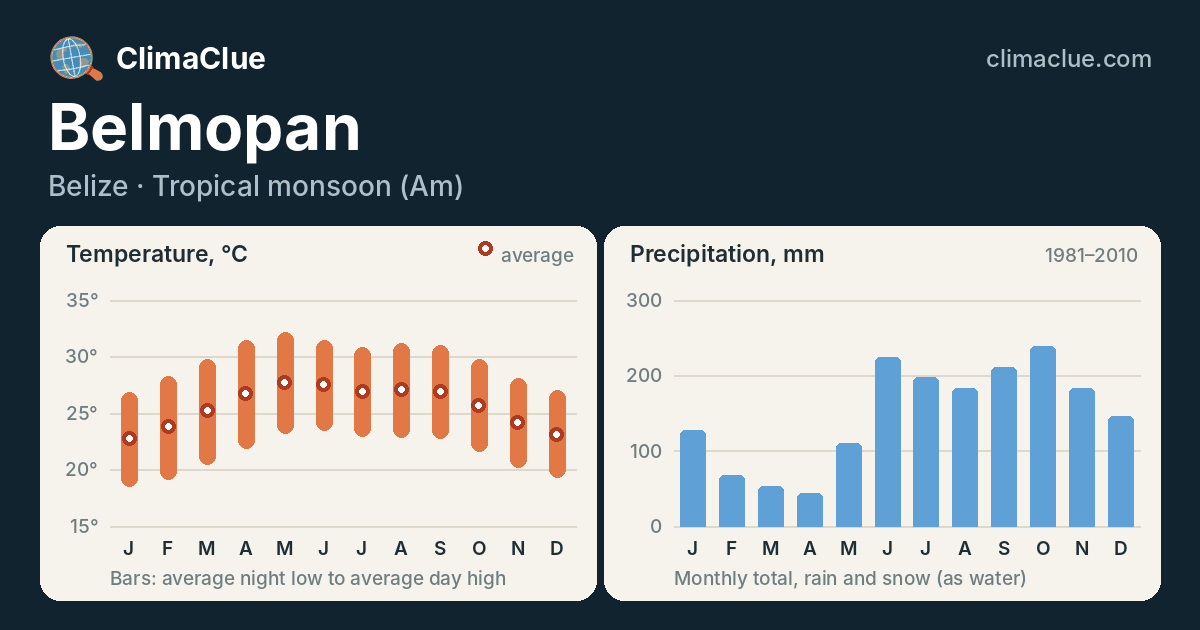 ClimaClue
climaclue.com
Belmopan
Belize · Tropical monsoon (Am)
Temperature, °C
average
35°
30°
25°
20°
15°
J F M A M J J A S O N D
Bars: average night low to average day high
Precipitation, mm
1981–2010
300
200
100
0
J F M A M J J A S O N D
Monthly total, rain and snow (as water)